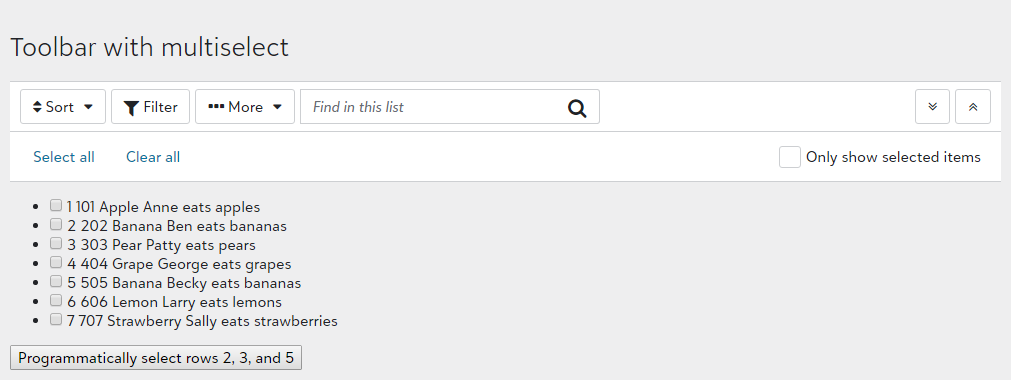 Toolbar with multiselect
Sort Filter More Find in this list
Select all Clear all Only show selected items
1 101 Apple Anne eats apples
2 202 Banana Ben eats bananas
3 303 Pear Patty eats pears
4 404 Grape George eats grapes
5 505 Banana Becky eats bananas
6 606 Lemon Larry eats lemons
7 707 Strawberry Sally eats strawberries
Programmatically select rows 2, 3, and 5